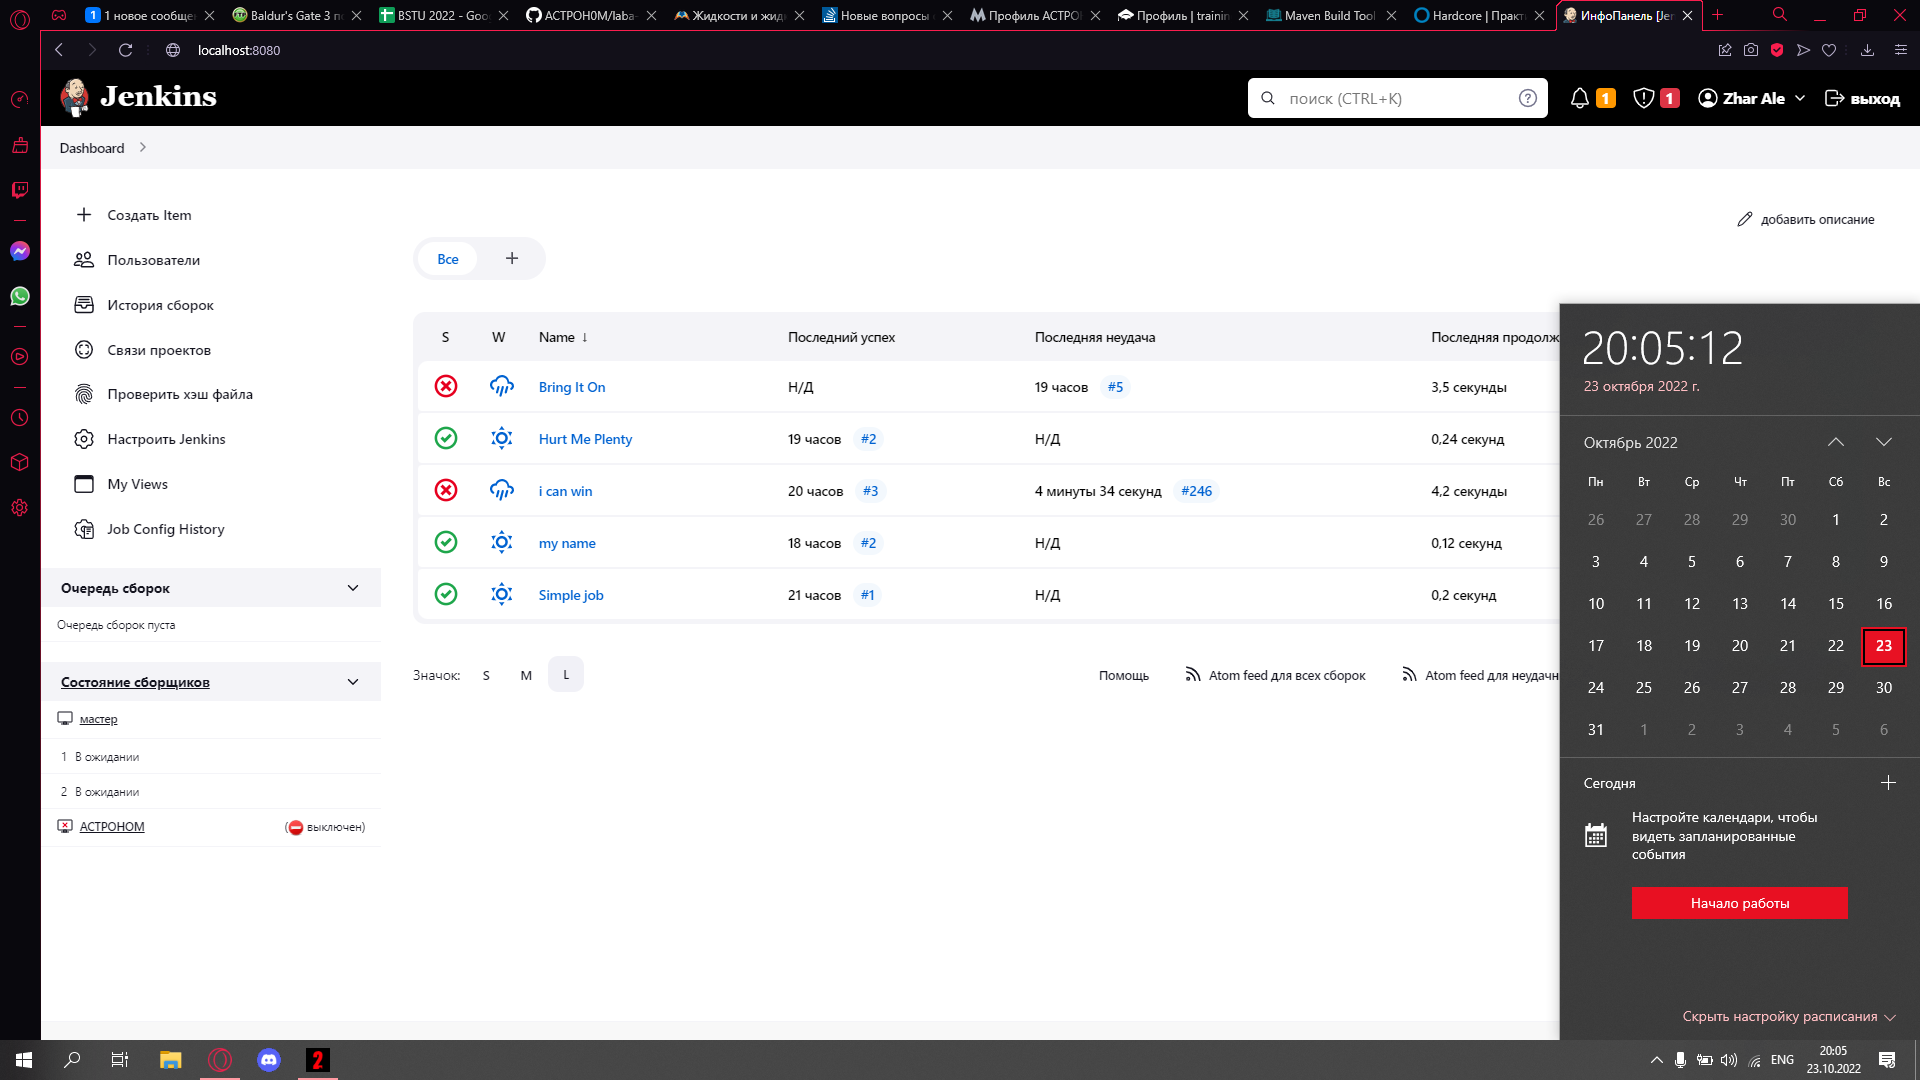 1 1 новое сообще
Baldur's Gate 3 п
BSTU 2022 - Goo
ACTPOH0M/laba-
Жидкости и жид
Новые вопросы
Профиль ACTPO
Профиль | trainin
Maven Build Tool
Hardcore | Практ
ИнфоПанель [Jen
localhost:8080
Jenkins
поиск (CTRL+K)
1
1
Zhar Ale
выход
Dashboard
добавить описание
Создать Item
Пользователи
История сборок
Связи проектов
Проверить хэш файла
Настроить Jenkins
My Views
Job Config History
Очередь сборок
Очередь сборок пуста
Состояние сборщиков
мастер
1 В ожидании
2 В ожидании
АСТРОНОМ (выключен)
Все +
S W Name ↓ Последний успех Последняя неудача Последняя продолж
Bring It On Н/Д 19 часов #5 3,5 секунды
Hurt Me Plenty 19 часов #2 Н/Д 0,24 секунд
i can win 20 часов #3 4 минуты 34 секунд #246 4,2 секунды
my name 18 часов #2 Н/Д 0,12 секунд
Simple job 21 часов #1 Н/Д 0,2 секунд
Значок: S M L Помощь Atom feed для всех сборок Atom feed для неудачн
20:05:12
23 октября 2022 г.
Октябрь 2022
Пн Вт Ср Чт Пт Сб Вс
26 27 28 29 30 1 2
3 4 5 6 7 8 9
10 11 12 13 14 15 16
17 18 19 20 21 22 23
24 25 26 27 28 29 30
31 1 2 3 4 5 6
Сегодня
Настройте календари, чтобы
видеть запланированные
события
Начало работы
Скрыть настройку расписания
2
ENG
20:05
23.10.2022